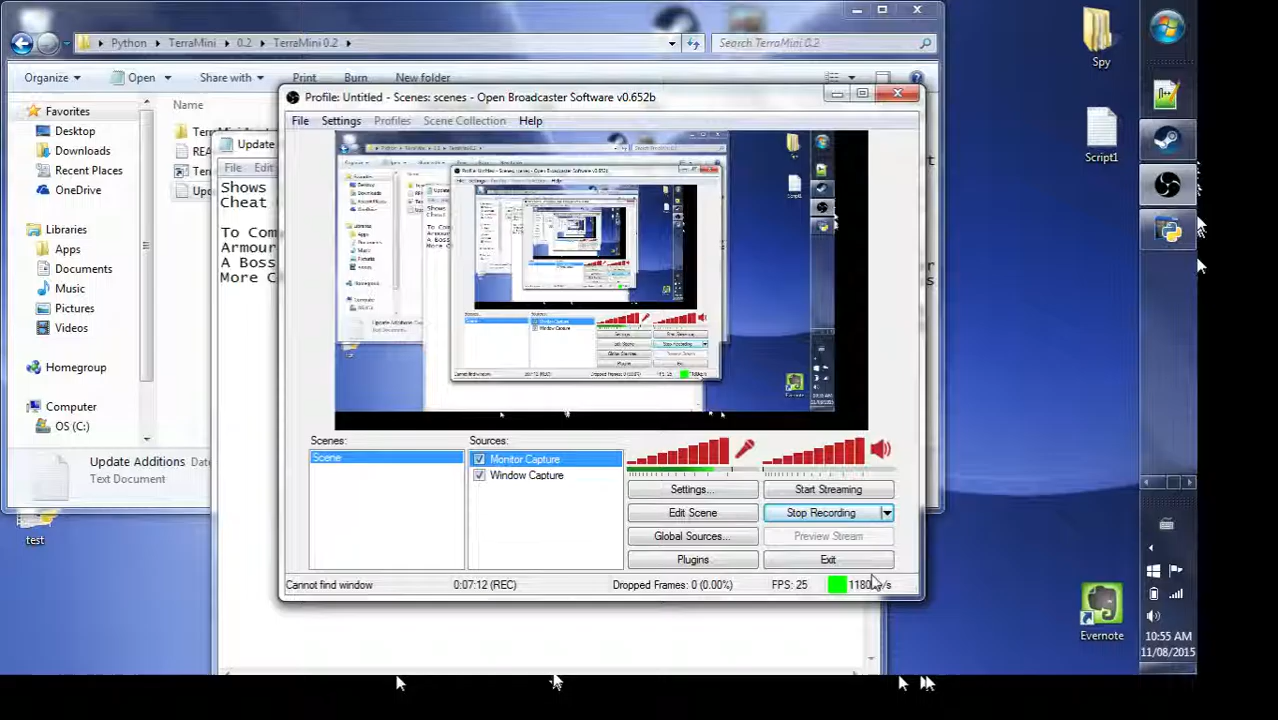 Python
TerraMini
0.2
TerraMini 0.2
Search TerraMini 0.2
Organize
Open
Share with
Print
Burn
New folder
Favorites
Desktop
Downloads
Recent Places
OneDrive
Libraries
Apps
Documents
Music
Pictures
Videos
Homegroup
Computer
OS (C:)
Name
Update Additions
Text Document
Update
File
Edit
Shows
Cheat
To Com
Armour
A Boss
More C
Profile: Untitled - Scenes: scenes - Open Broadcaster Software v0.652b
File
Settings
Profiles
Scene Collection
Help
Scenes:
Scene
Sources:
Monitor Capture
Window Capture
Settings...
Start Streaming
Edit Scene
Stop Recording
Global Sources...
Preview Stream
Plugins
Exit
Cannot find window
0:07:12 (REC)
Dropped Frames: 0 (0.00%)
FPS: 25
test
Spy
Script1
Evernote
10:55 AM
11/08/2015